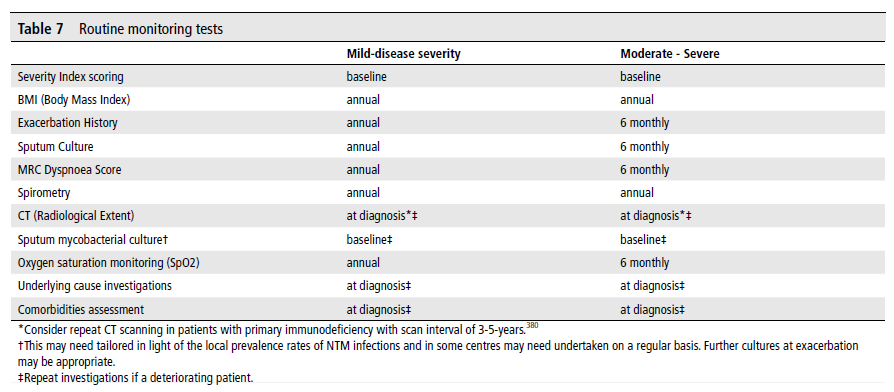 Table 7 Routine monitoring tests
Mild-disease severity Moderate - Severe
Severity Index scoring baseline baseline
BMI (Body Mass Index) annual annual
Exacerbation History annual 6 monthly
Sputum Culture annual 6 monthly
MRC Dyspnoea Score annual 6 monthly
Spirometry annual annual
CT (Radiological Extent) at diagnosis*‡ at diagnosis*‡
Sputum mycobacterial culture† baseline‡ baseline‡
Oxygen saturation monitoring (SpO2) annual 6 monthly
Underlying cause investigations at diagnosis‡ at diagnosis‡
Comorbidities assessment at diagnosis‡ at diagnosis‡
*Consider repeat CT scanning in patients with primary immunodeficiency with scan interval of 3-5-years.380
†This may need tailored in light of the local prevalence rates of NTM infections and in some centres may need undertaken on a regular basis. Further cultures at exacerbation
may be appropriate.
‡Repeat investigations if a deteriorating patient.